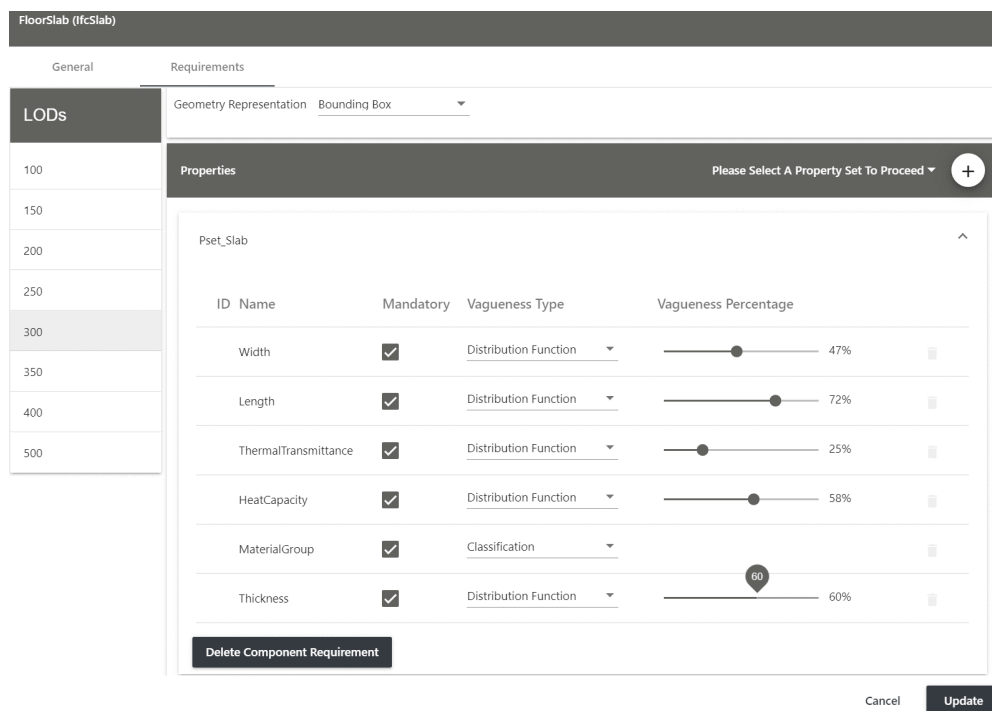 FloorSlab (IfcSlab)
General Requirements
LODs
Geometry Representation Bounding Box
100
150
200
250
300
350
400
500
Properties Please Select A Property Set To Proceed
Pset_Slab
ID Name Mandatory Vagueness Type Vagueness Percentage
Width Distribution Function 47%
Length Distribution Function 72%
ThermalTransmittance Distribution Function 25%
HeatCapacity Distribution Function 58%
MaterialGroup Classification
60
Thickness Distribution Function 60%
Delete Component Requirement
Cancel Update